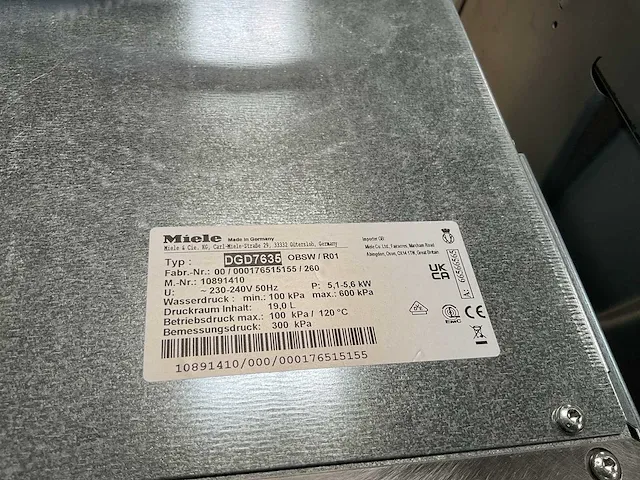 Miele Made in Germany
Miele & Cie. KG, Carl-Miele-Straße 29, 33332 Gütersloh, Germany
Importer GB
Miele Co Ltd., Fairacres, Marcham Road
Abingdon, Oxon, OX14 1TW, Great Britain
Typ : DGD7635 OBSW / R01
Fabr.-Nr: 00 / 000176515155 / 260
M.-Nr.: 10891410
U: ~ 230-240V 50Hz P: 5,1-5,6 kW
Wasserdruck : min.: 100 kPa max.: 600 kPa
Druckraum Inhalt: 19,0 L
Betriebsdruck max.: 100 kPa / 120 °C
Bemessungsdruck: 300 kPa
10891410/000/000176515155
UK
CA
EMC
CE